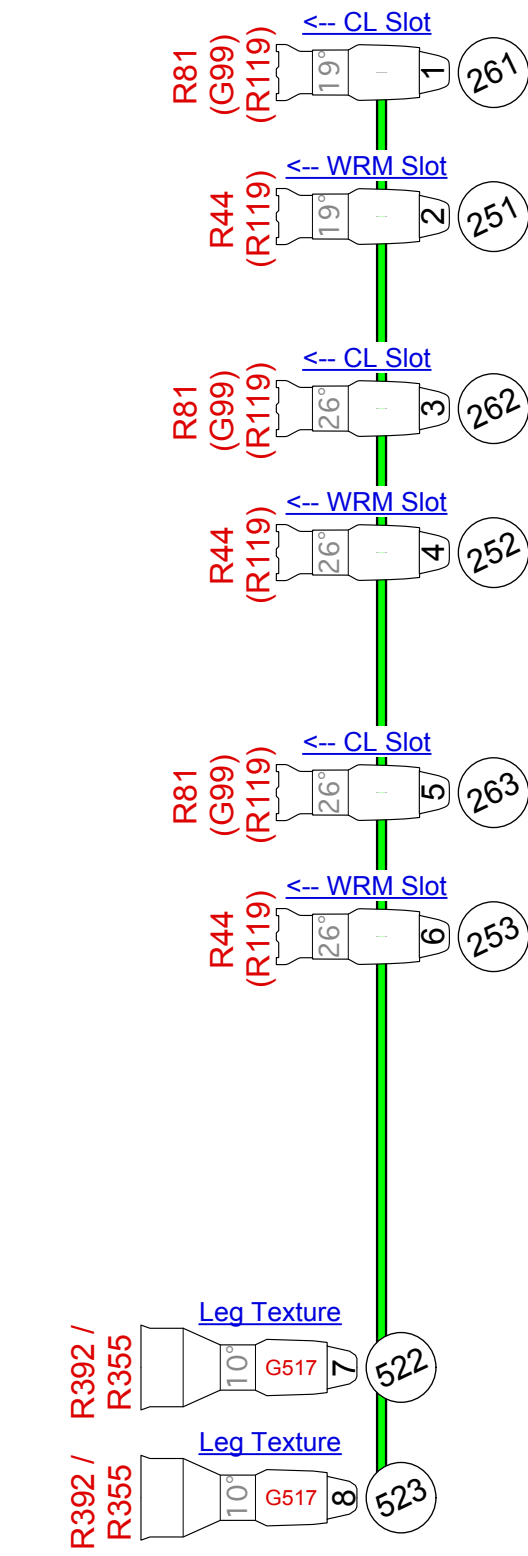 <-- CL Slot
R81
(G99)
(R119)
19°
1
261
<-- WRM Slot
R44
(R119)
19°
2
251
<-- CL Slot
R81
(G99)
(R119)
26°
3
262
<-- WRM Slot
R44
(R119)
26°
4
252
<-- CL Slot
R81
(G99)
(R119)
26°
5
263
<-- WRM Slot
R44
(R119)
26°
6
253
Leg Texture
R392 /
R355
10°
G517
7
522
Leg Texture
R392 /
R355
10°
G517
8
523